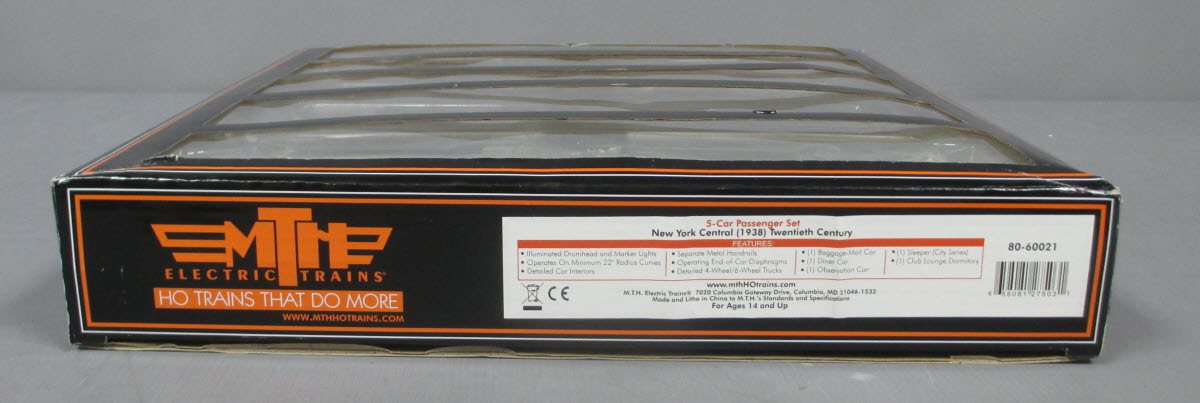 MTH
ELECTRIC TRAINS®
HO TRAINS THAT DO MORE
WWW.MTHHOTRAINS.COM
5-Car Passenger Set
New York Central (1938) Twentieth Century
80-60021
FEATURES:
• Illuminated Drumhead and Marker Lights
• Operates On Minimum 22" Radius Curves
• Detailed Car Interiors
• Separate Metal Handrails
• Operating End-of-Car Diaphragms
• Detailed 4-Wheel/6-Wheel Trucks
• (1) Baggage-Mail Car
• (1) Diner Car
• (1) Observation Car
• (1) Sleeper (City Series)
• (1) Club Lounge Dormitory
www.mthHOtrains.com
M.T.H. Electric Trains® 7020 Columbia Gateway Drive, Columbia, MD 21046-1532
Made and Litho in China to M.T.H.'s Standards and Specifications
For Ages 14 and Up
CE
6 58081 27503 1